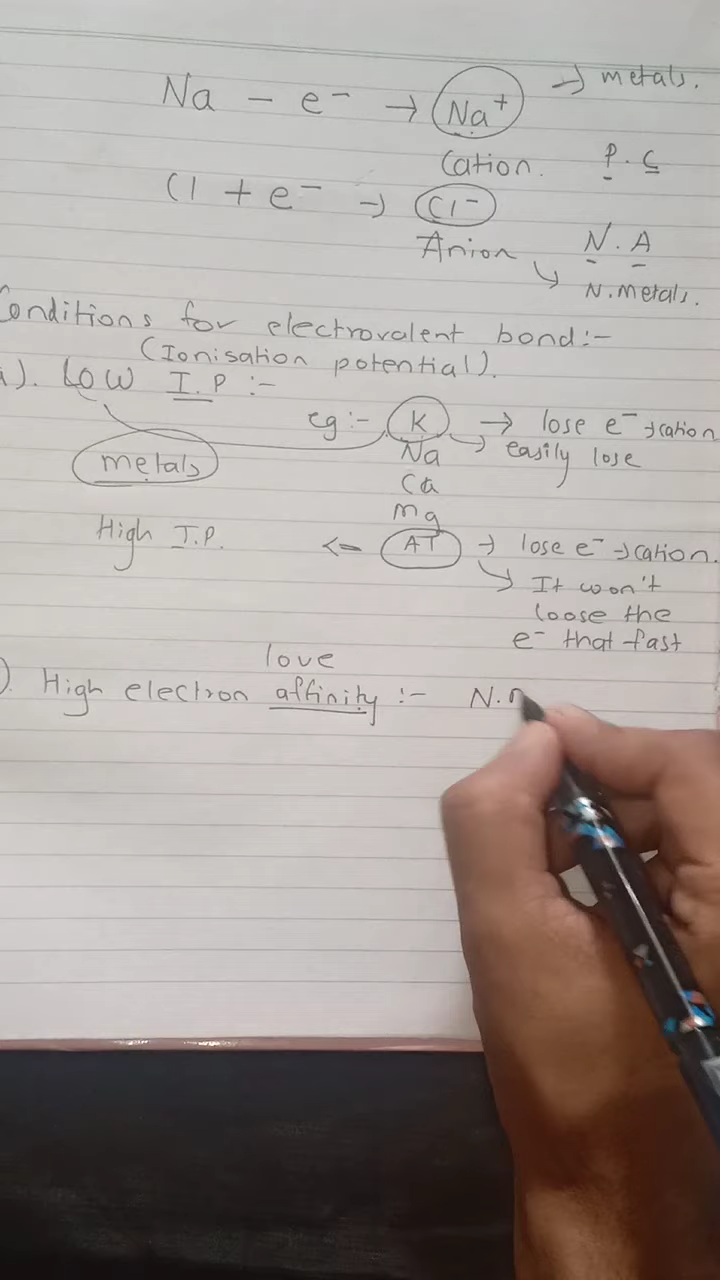 Na - e⁻ → Na⁺ → metals.
Cation. P.C
Cl + e⁻ → Cl⁻
Anion N.A
↳ N.metals.
Conditions for electrovalent bond:-
(Ionisation potential).
a). Low I.P :-
eg:- K → lose e⁻ → cation
metals Na → easily lose
Ca
Mg
High I.P. <= Al → lose e⁻ → cation.
↳ It won't
loose the
e⁻ that fast
love
). High electron affinity :- N.